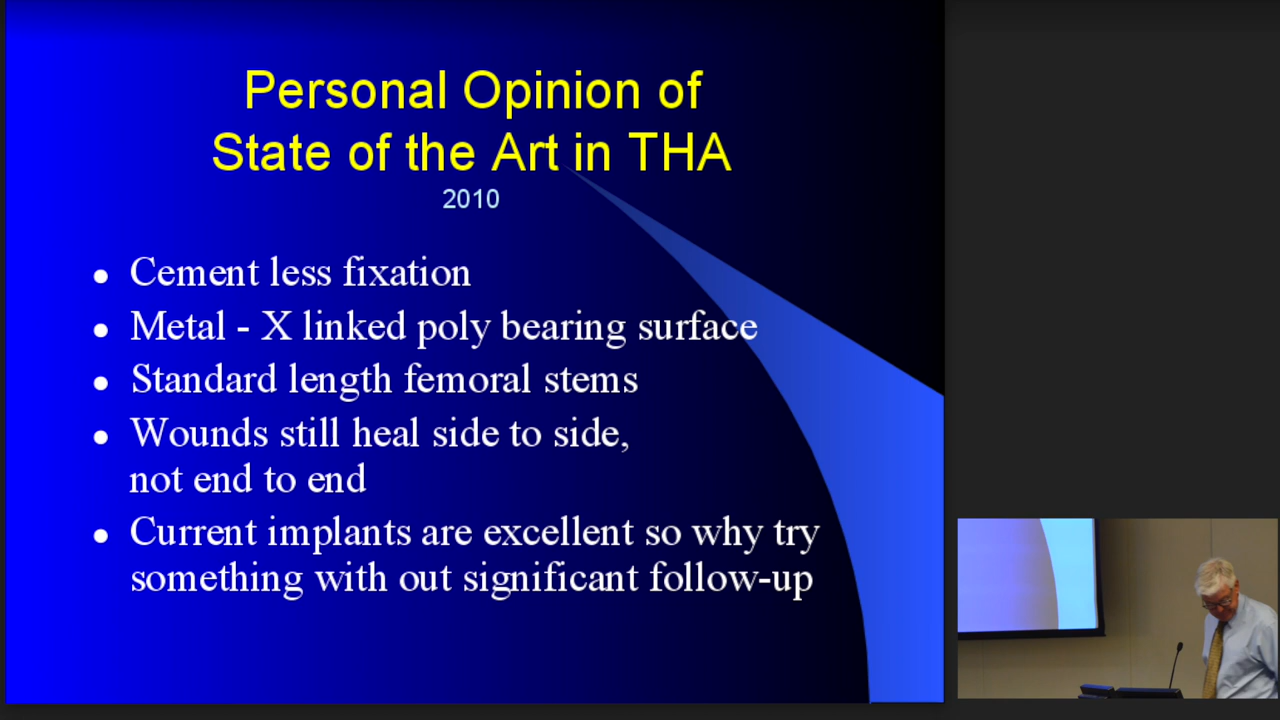 Personal Opinion of
State of the Art in THA
2010
● Cement less fixation
● Metal - X linked poly bearing surface
● Standard length femoral stems
● Wounds still heal side to side,
not end to end
● Current implants are excellent so why try
something with out significant follow-up